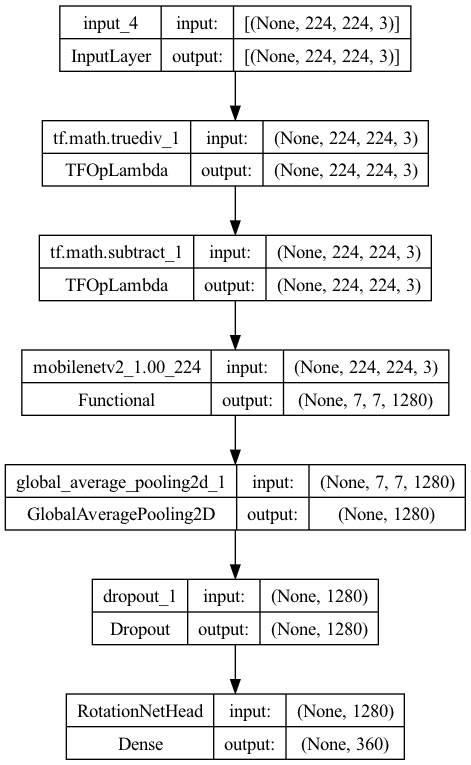 input_4 input: [(None, 224, 224, 3)]
InputLayer output: [(None, 224, 224, 3)]
tf.math.truediv_1 input: (None, 224, 224, 3)
TFOpLambda output: (None, 224, 224, 3)
tf.math.subtract_1 input: (None, 224, 224, 3)
TFOpLambda output: (None, 224, 224, 3)
mobilenetv2_1.00_224 input: (None, 224, 224, 3)
Functional output: (None, 7, 7, 1280)
global_average_pooling2d_1 input: (None, 7, 7, 1280)
GlobalAveragePooling2D output: (None, 1280)
dropout_1 input: (None, 1280)
Dropout output: (None, 1280)
RotationNetHead input: (None, 1280)
Dense output: (None, 360)